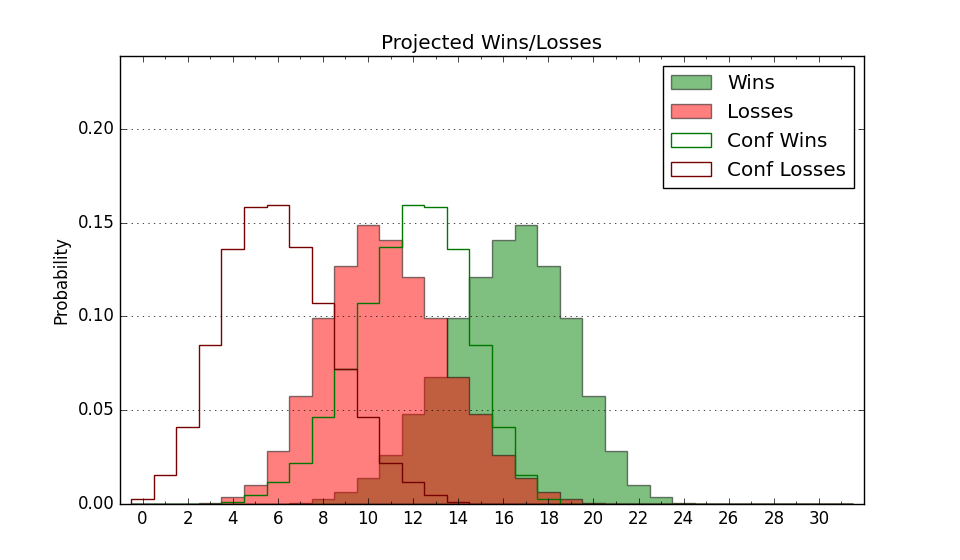 Projected Wins/Losses
Wins
Losses
Conf Wins
Conf Losses
Probability
0.20
0.15
0.10
0.05
0.00
0 2 4 6 8 10 12 14 16 18 20 22 24 26 28 30